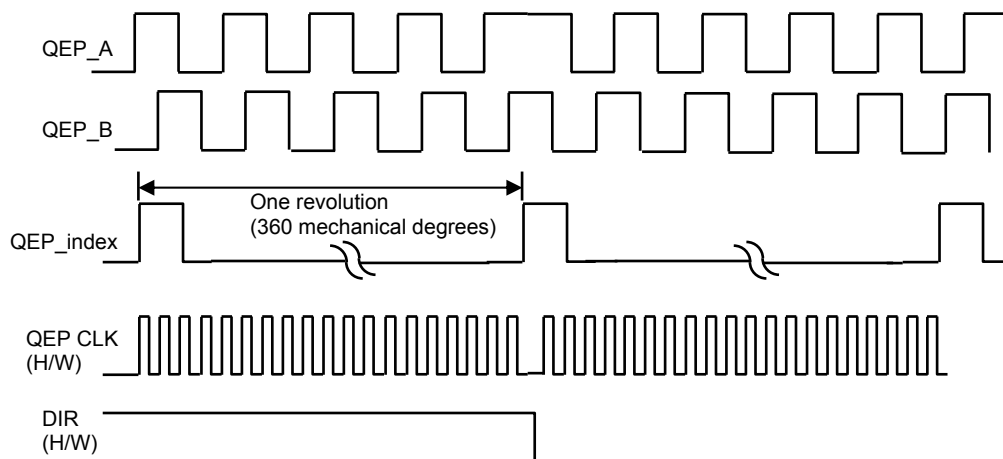 QEP_A
QEP_B
One revolution
(360 mechanical degrees)
QEP_index
QEP CLK
(H/W)
DIR
(H/W)